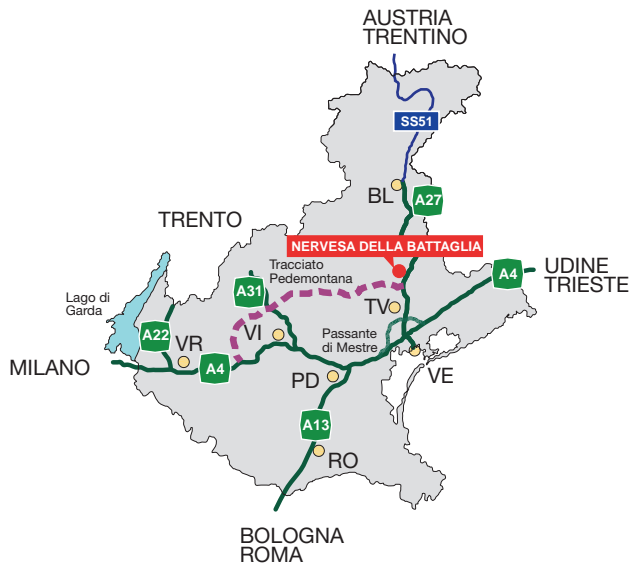 AUSTRIA
TRENTINO
SS51
BL
A27
TRENTO
NERVESA DELLA BATTAGLIA
Tracciato
Pedemontana
A4
UDINE
TRIESTE
Lago di
Garda
A31
TV
A22
VR
VI
Passante
di Mestre
MILANO
A4
PD
VE
A13
RO
BOLOGNA
ROMA